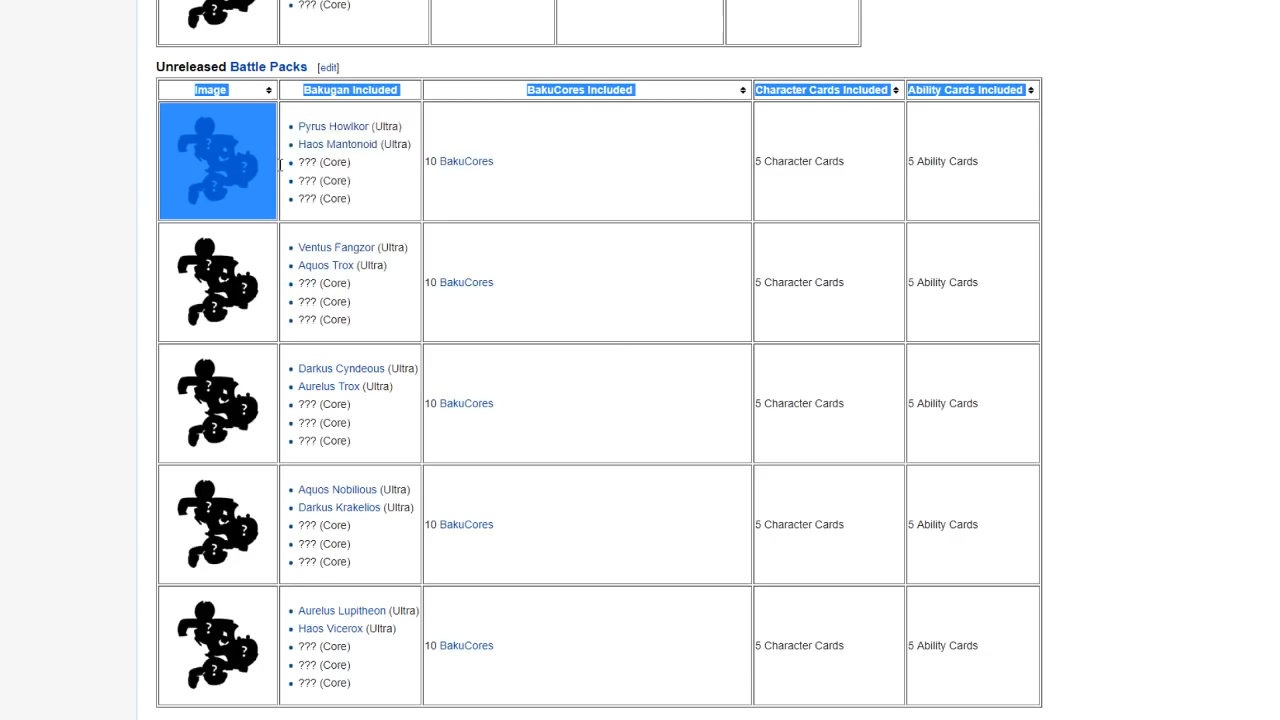 ??? (Core)
Unreleased Battle Packs [edit]
Image Bakugan Included BakuCores Included Character Cards Included Ability Cards Included
Pyrus Howlkor (Ultra)
Haos Mantonoid (Ultra)
??? (Core)
??? (Core)
??? (Core)
10 BakuCores
5 Character Cards
5 Ability Cards
Ventus Fangzor (Ultra)
Aquos Trox (Ultra)
??? (Core)
??? (Core)
??? (Core)
10 BakuCores
5 Character Cards
5 Ability Cards
Darkus Cyndeous (Ultra)
Aurelus Trox (Ultra)
??? (Core)
??? (Core)
??? (Core)
10 BakuCores
5 Character Cards
5 Ability Cards
Aquos Nobilious (Ultra)
Darkus Krakelios (Ultra)
??? (Core)
??? (Core)
??? (Core)
10 BakuCores
5 Character Cards
5 Ability Cards
Aurelus Lupitheon (Ultra)
Haos Vicerox (Ultra)
??? (Core)
??? (Core)
??? (Core)
10 BakuCores
5 Character Cards
5 Ability Cards